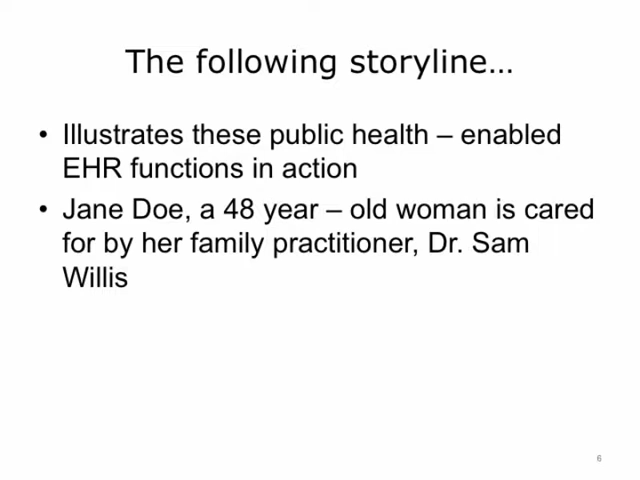 The following storyline…
• Illustrates these public health – enabled
EHR functions in action
• Jane Doe, a 48 year – old woman is cared
for by her family practitioner, Dr. Sam
Willis
6